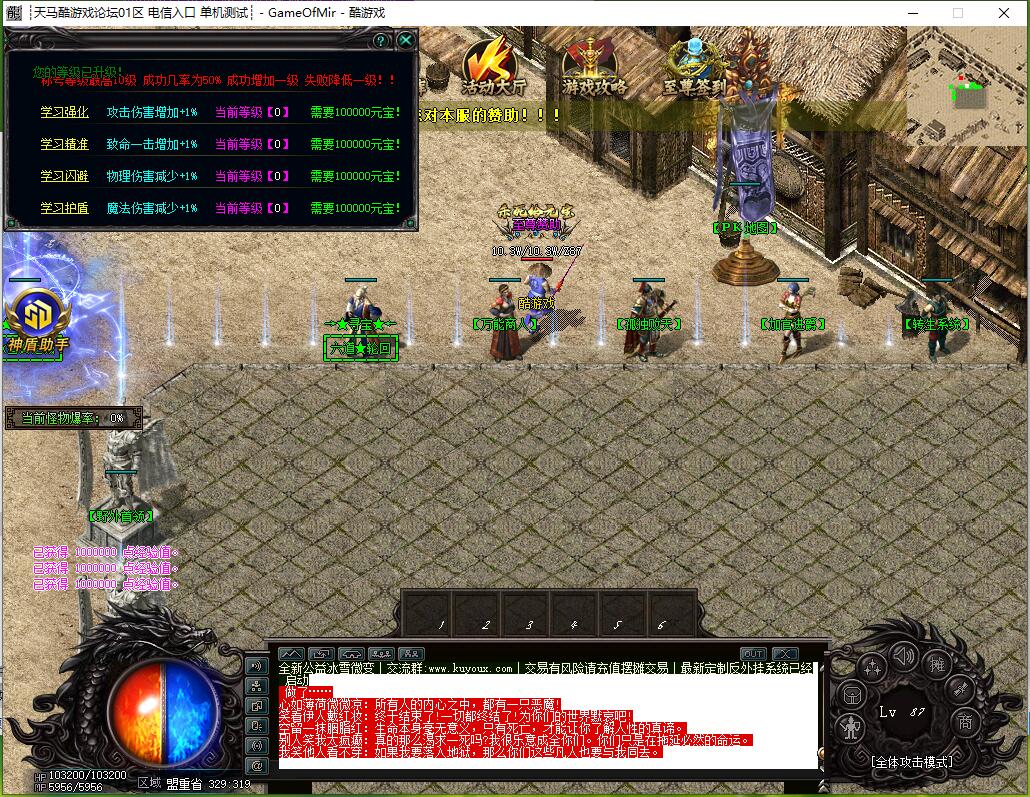 天马酷游戏论坛01区 电信入口 单机测试 - GameOfMir - 酷游戏
您的等级已升级!
称号等级最高10级 成功几率为50% 成功增加一级 失败降低一级!!
学习强化 攻击伤害增加+1% 当前等级【0】 需要100000元宝!
学习精准 致命一击增加+1% 当前等级【0】 需要100000元宝!
学习闪避 物理伤害减少+1% 当前等级【0】 需要100000元宝!
学习护盾 魔法伤害减少+1% 当前等级【0】 需要100000元宝!
活动大厅
游戏攻略
至尊签到
对本服的赞助!!!
【PK地图】
至尊赞助
10.3W/10.3W/Z87
酷游戏
→★寻宝★←
六道★轮回
【万能商人】
【孤独败天】
【加官进爵】
【转生系统】
神盾助手
当前怪物爆率: 0%
【野外首领】
已获得 1000000 点经验值。
已获得 1000000 点经验值。
已获得 1000000 点经验值。
1 2 3 4 5 6
OUT
全新公益冰雪微变｜交流群:www.kuyoux.com｜交易有风险请充值摆摊交易｜最新定制反外挂系统已经
启动
做了……
心如薄荷微微凉: 所有人的内心之中,都有一只恶魔!
笑着伊人戴红妆: 终于结束了!一切都终结了!为你们的世界默哀吧!
空留一抹胭脂红: 生命本身毫无意义。只有死亡,才能让你了解人性的真谛。
别人笑我太疯癫: 真的那么急着一死吗?我很乐意成全你们。你们只是在拖延必然的命运。
我笑他人看不穿: 如果我要落入地狱,那么你们这些凡人也要与我同去。
摊
商
Lv 87
[全体攻击模式]
HP 103200/103200
MP 5956/5956
区域 盟重省 329:319